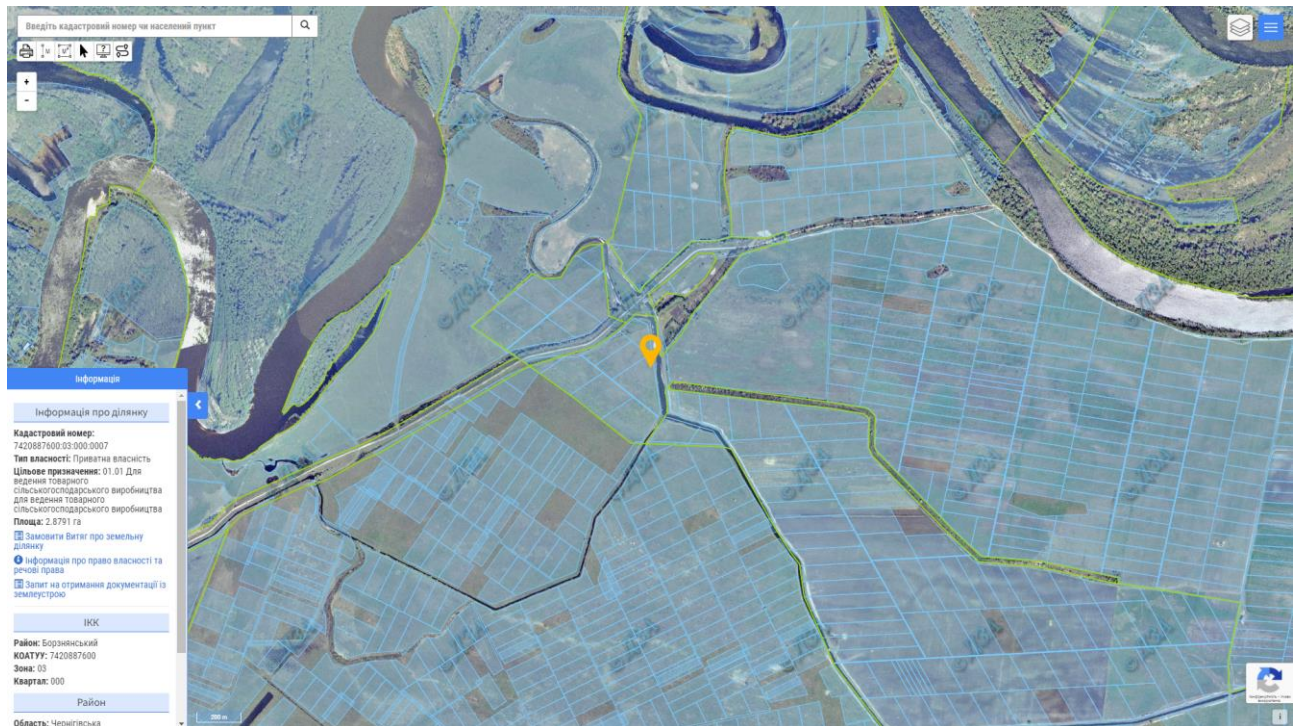 Введіть кадастровий номер чи населений пункт
+
-
Інформація
Інформація про ділянку
Кадастровий номер:
7420887600:03:000:0007
Тип власності: Приватна власність
Цільове призначення: 01.01 Для
ведення товарного
сільськогосподарського виробництва
для ведення товарного
сільськогосподарського виробництва
Площа: 2.8791 га
Замовити Витяг про земельну
ділянку
Інформація про право власності та
речові права
Запит на отримання документації із
землеустрою
ІКК
Район: Борзнянський
КОАТУУ: 7420887600
Зона: 03
Квартал: 000
Район
Область: Чернігівська
200 m